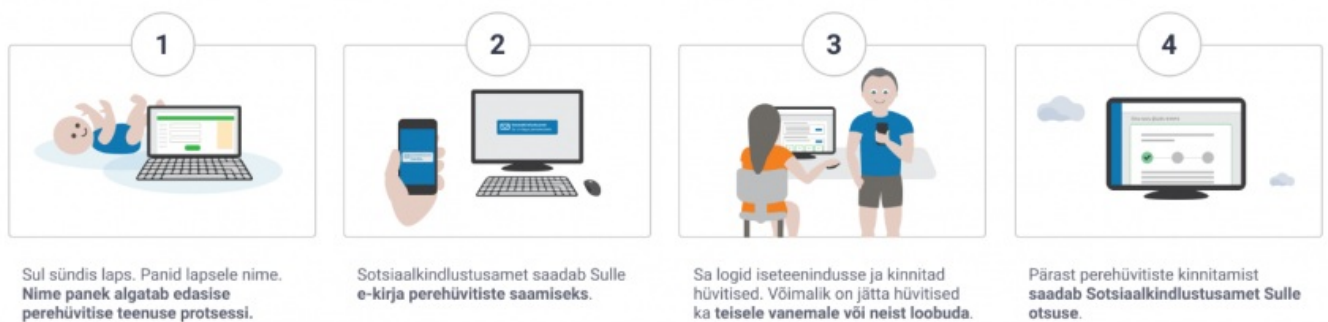 1
Sul sündis laps. Panid lapsele nime.
Nime panek algatab edasise
perehüvitise teenuse protsessi.
2
Sotsiaalkindlustusamet saadab Sulle
e-kirja perehüvitiste saamiseks.
3
Sa logid iseteenindusse ja kinnitad
hüvitised. Võimalik on jätta hüvitised
ka teisele vanemale või neist loobuda.
4
Pärast perehüvitiste kinnitamist
saadab Sotsiaalkindlustusamet Sulle
otsuse.